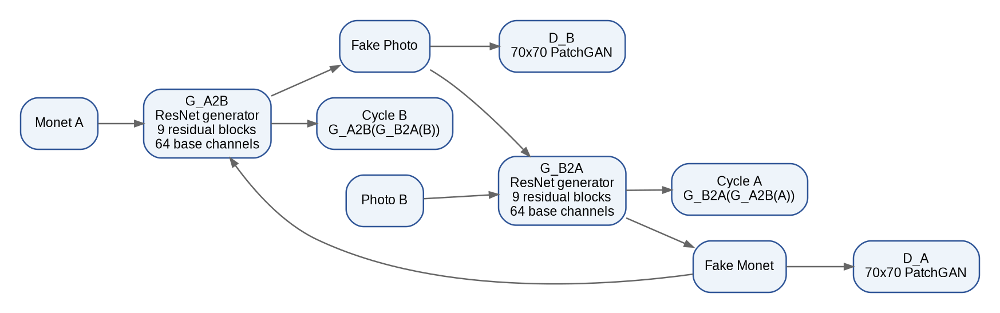 Fake Photo
D_B
70x70 PatchGAN
Monet A
G_A2B
ResNet generator
9 residual blocks
64 base channels
Cycle B
G_A2B(G_B2A(B))
Photo B
G_B2A
ResNet generator
9 residual blocks
64 base channels
Cycle A
G_B2A(G_A2B(A))
Fake Monet
D_A
70x70 PatchGAN